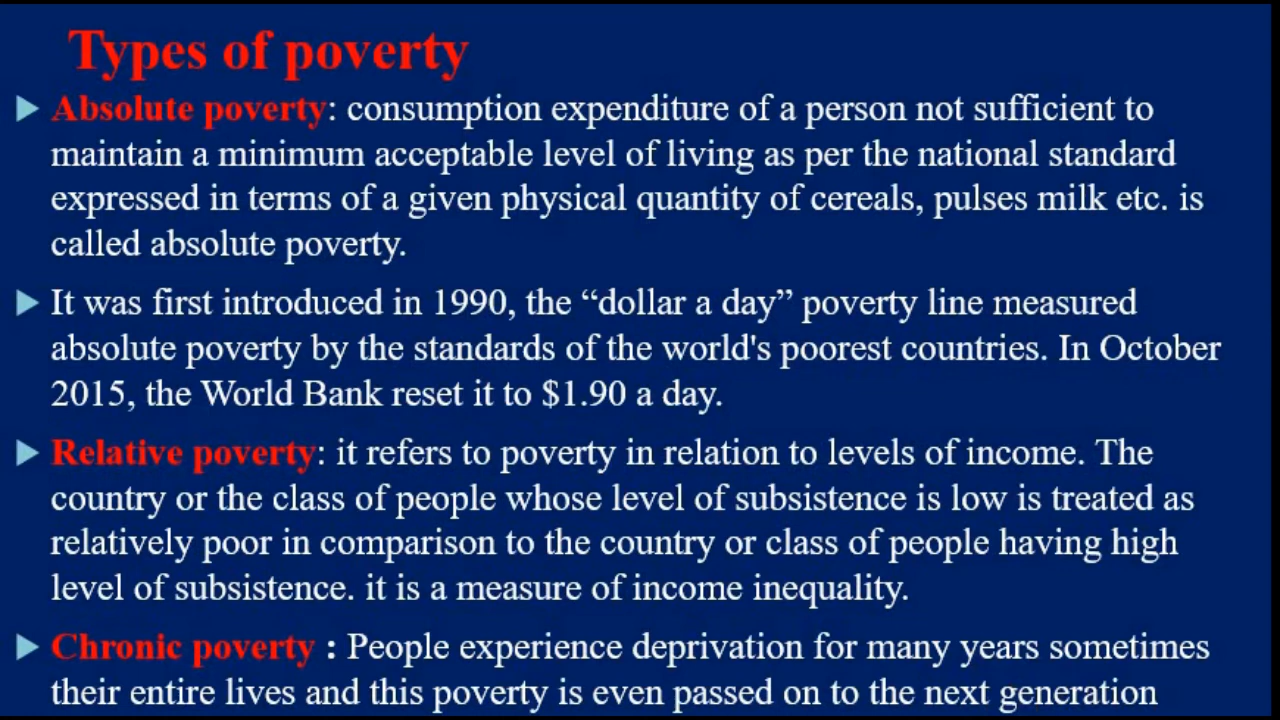 Types of poverty
Absolute poverty: consumption expenditure of a person not sufficient to
maintain a minimum acceptable level of living as per the national standard
expressed in terms of a given physical quantity of cereals, pulses milk etc. is
called absolute poverty.
It was first introduced in 1990, the “dollar a day” poverty line measured
absolute poverty by the standards of the world's poorest countries. In October
2015, the World Bank reset it to $1.90 a day.
Relative poverty: it refers to poverty in relation to levels of income. The
country or the class of people whose level of subsistence is low is treated as
relatively poor in comparison to the country or class of people having high
level of subsistence. it is a measure of income inequality.
Chronic poverty : People experience deprivation for many years sometimes
their entire lives and this poverty is even passed on to the next generation